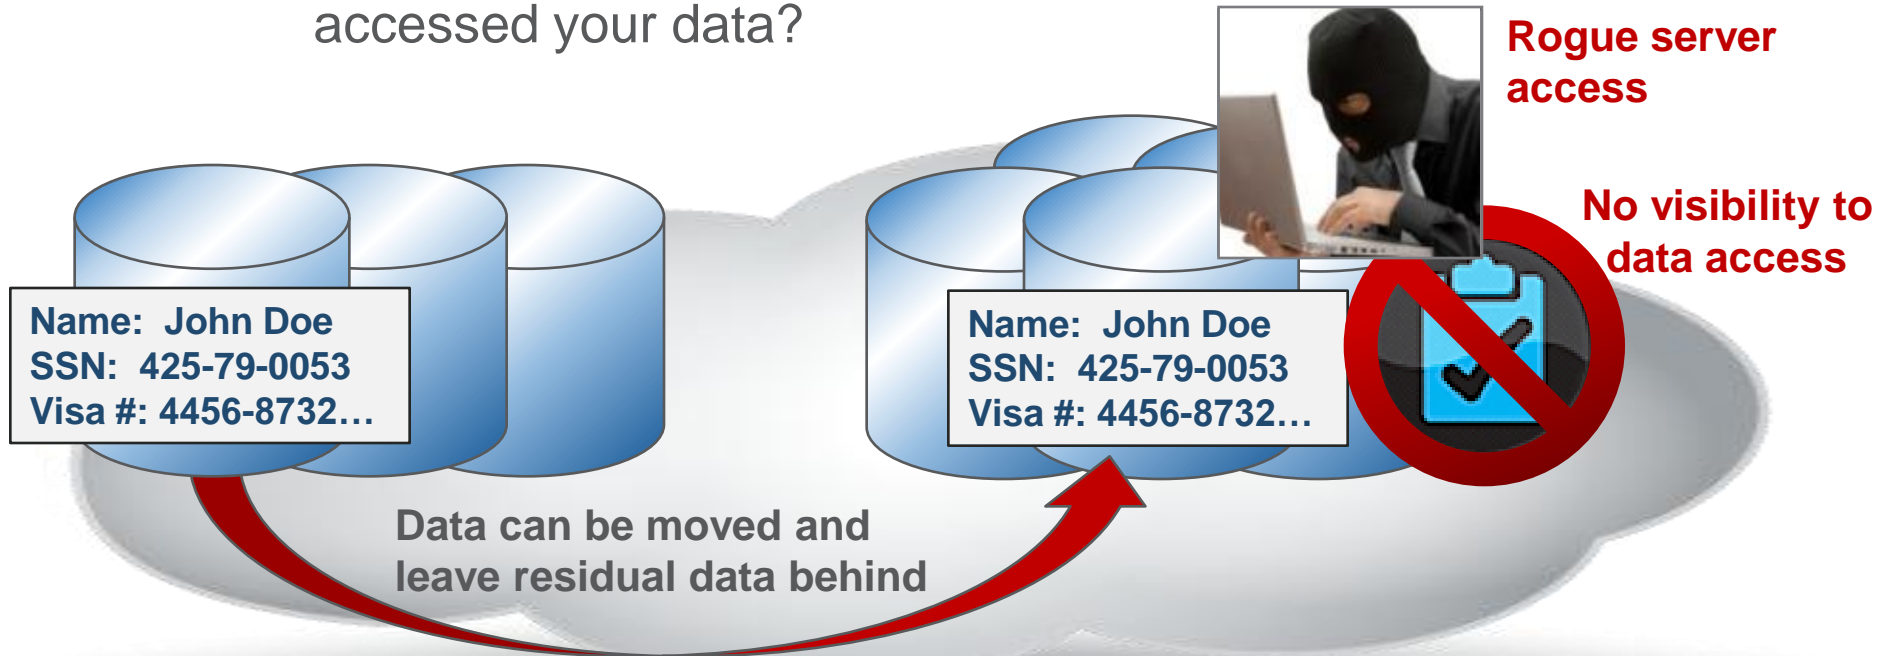 accessed your data?
Rogue server
access
No visibility to
data access
Name:  John Doe
SSN:  425-79-0053
Visa #: 4456-8732…
Name:  John Doe
SSN:  425-79-0053
Visa #: 4456-8732…
Data can be moved and
leave residual data behind